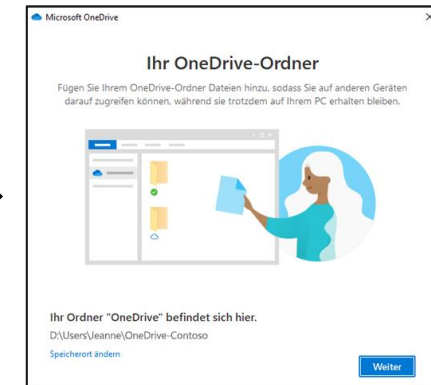 Microsoft OneDrive
Ihr OneDrive-Ordner
Fügen Sie Ihrem OneDrive-Ordner Dateien hinzu, sodass Sie auf anderen Geräten
darauf zugreifen können, während sie trotzdem auf Ihrem PC erhalten bleiben.
Ihr Ordner "OneDrive" befindet sich hier.
D:\Users\Jeanne\OneDrive-Contoso
Speicherort ändern
Weiter